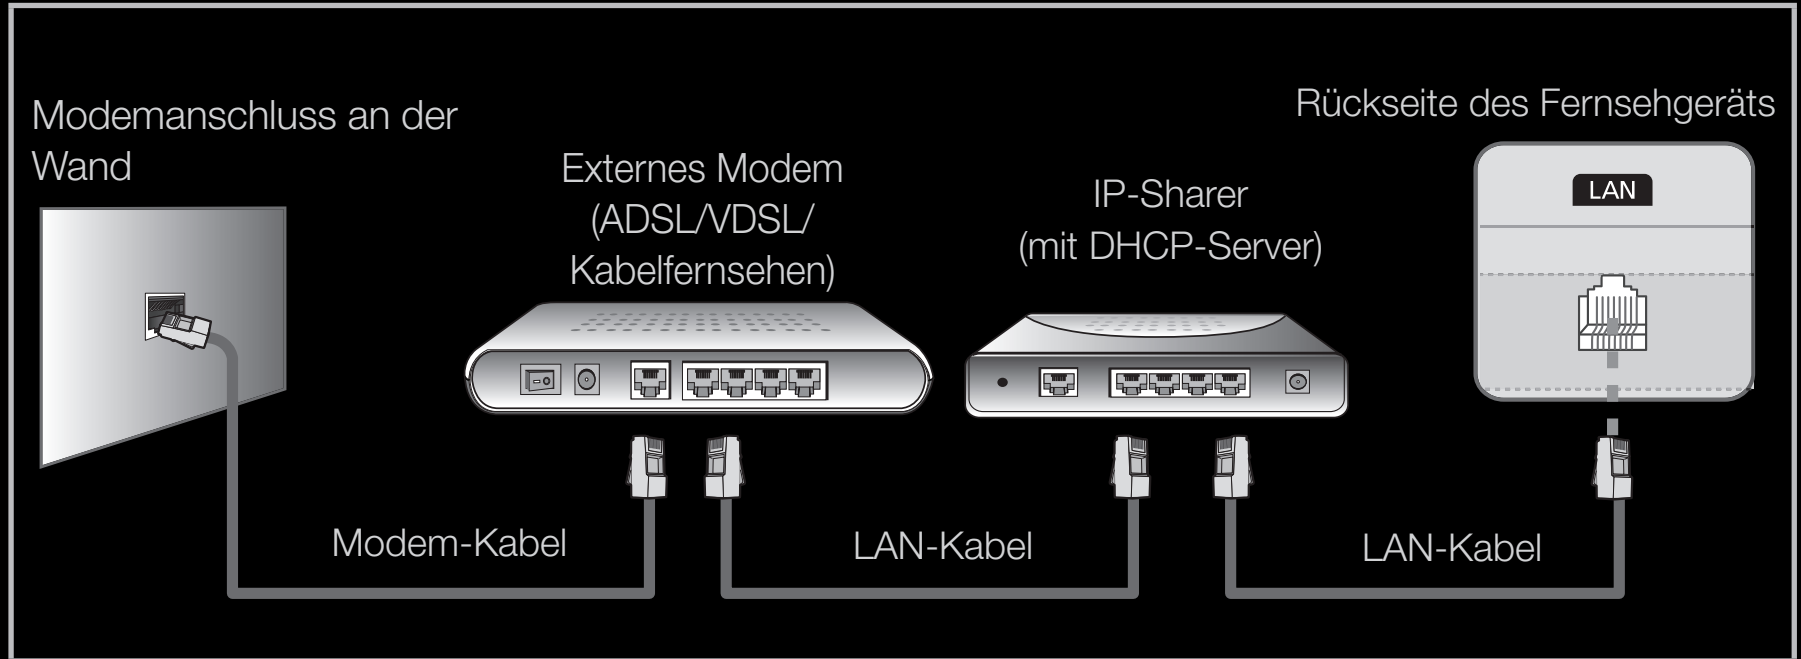 Modemanschluss an der
Wand
Externes Modem
(ADSL/VDSL/
Kabelfernsehen)
IP-Sharer
(mit DHCP-Server)
Rückseite des Fernsehgeräts
LAN
Modem-Kabel
LAN-Kabel
LAN-Kabel